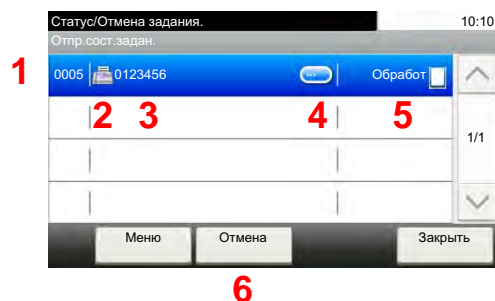 Статус/Отмена задания. 10:10
Отпр.сост.задан.
1 0005 0123456 ... Обработ
2 3 4 5
1/1
Меню Отмена Закрыть
6